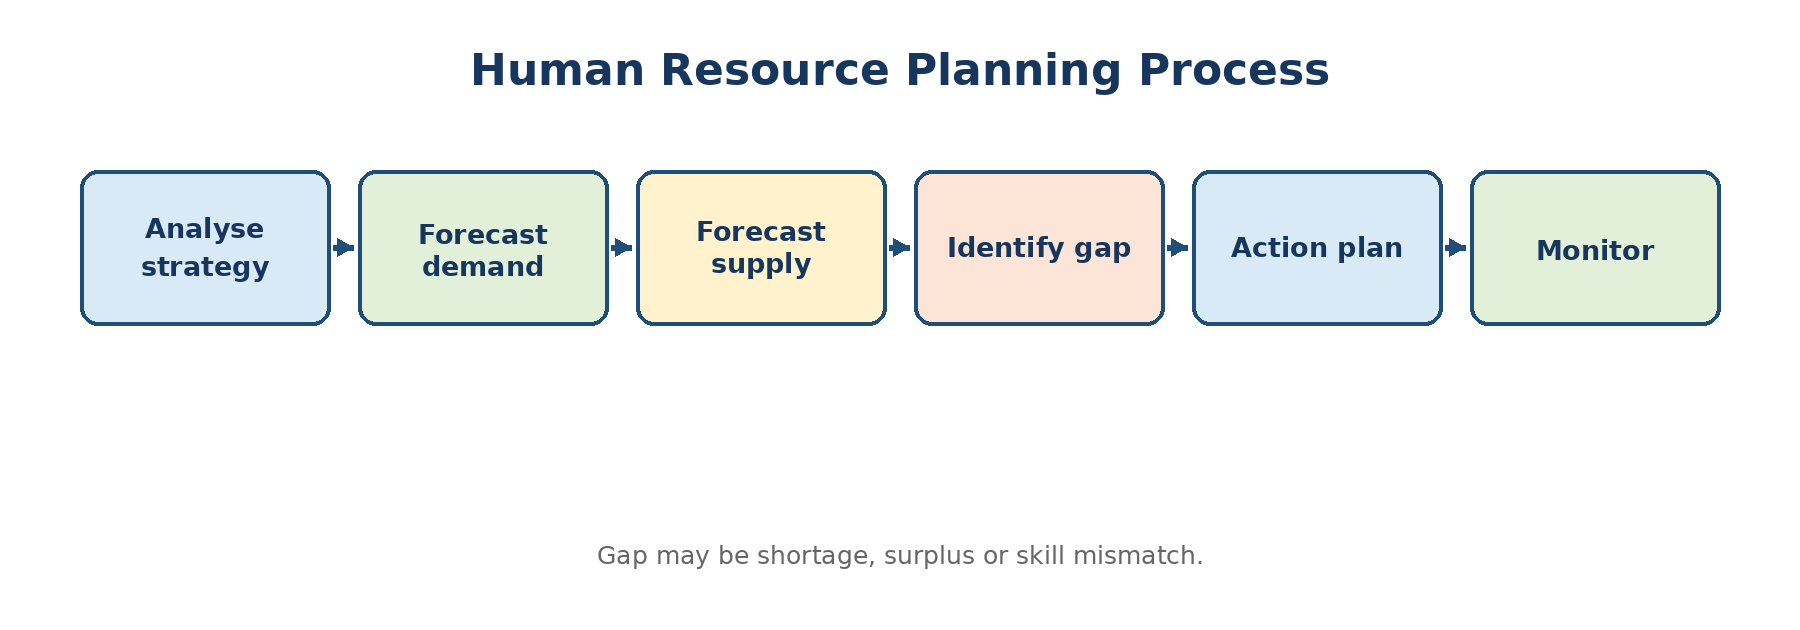 Human Resource Planning Process
Analyse
strategy
Forecast
demand
Forecast
supply
Identify gap
Action plan
Monitor
Gap may be shortage, surplus or skill mismatch.